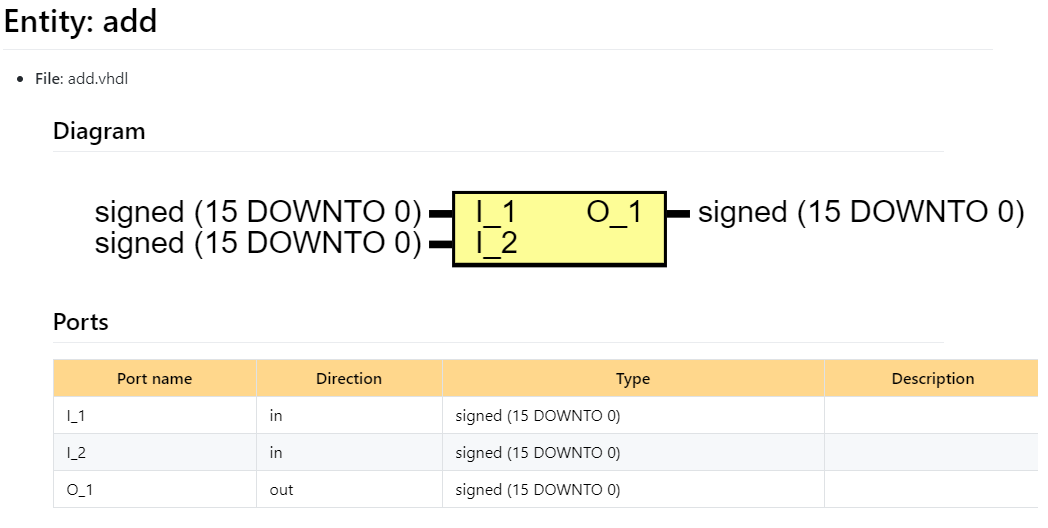 Entity: add
File: add.vhdl
Diagram
signed (15 DOWNTO 0) I_1 O_1 signed (15 DOWNTO 0)
signed (15 DOWNTO 0) I_2
Ports
Port name Direction Type Description
I_1 in signed (15 DOWNTO 0)
I_2 in signed (15 DOWNTO 0)
O_1 out signed (15 DOWNTO 0)